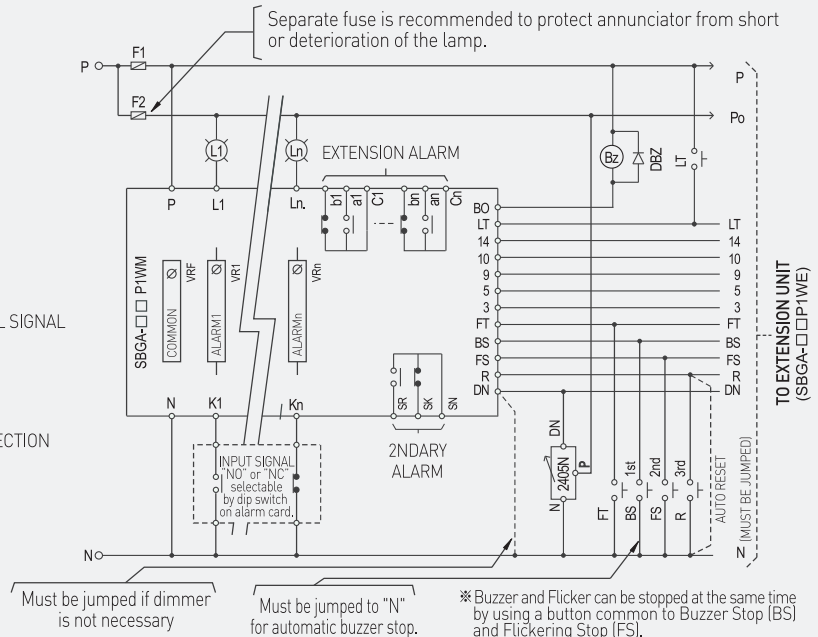 Separate fuse is recommended to protect annunciator from short
or deterioration of the lamp.
P
F1
F2
P
Po
L1
Ln
EXTENSION ALARM
Bz
DBZ
LT
P
L1
Ln.
b1
a1
C1
bn
an
Cn
BO
LT
14
10
9
5
3
FT
BS
FS
R
DN
LT
14
10
9
5
3
FT
BS
FS
R
DN
SBGA-□□ P1WM
COMMON
VRF
ALARM1
VR1
ALARMn
VRn
L SIGNAL
ECTION
N
K1
Kn
SR
SK
SN
2NDARY
ALARM
INPUT SIGNAL
"NO" or "NC"
selectable
by dip switch
on alarm card.
DN
2405N
P
N
FT
1st
BS
2nd
FS
3rd
R
AUTO RESET
(MUST BE JUMPED)
TO EXTENSION UNIT
(SBGA-□□P1WE)
N
N
Must be jumped if dimmer
is not necessary
Must be jumped to "N"
for automatic buzzer stop.
※ Buzzer and Flicker can be stopped at the same time
by using a button common to Buzzer Stop (BS)
and Flickering Stop (FS).